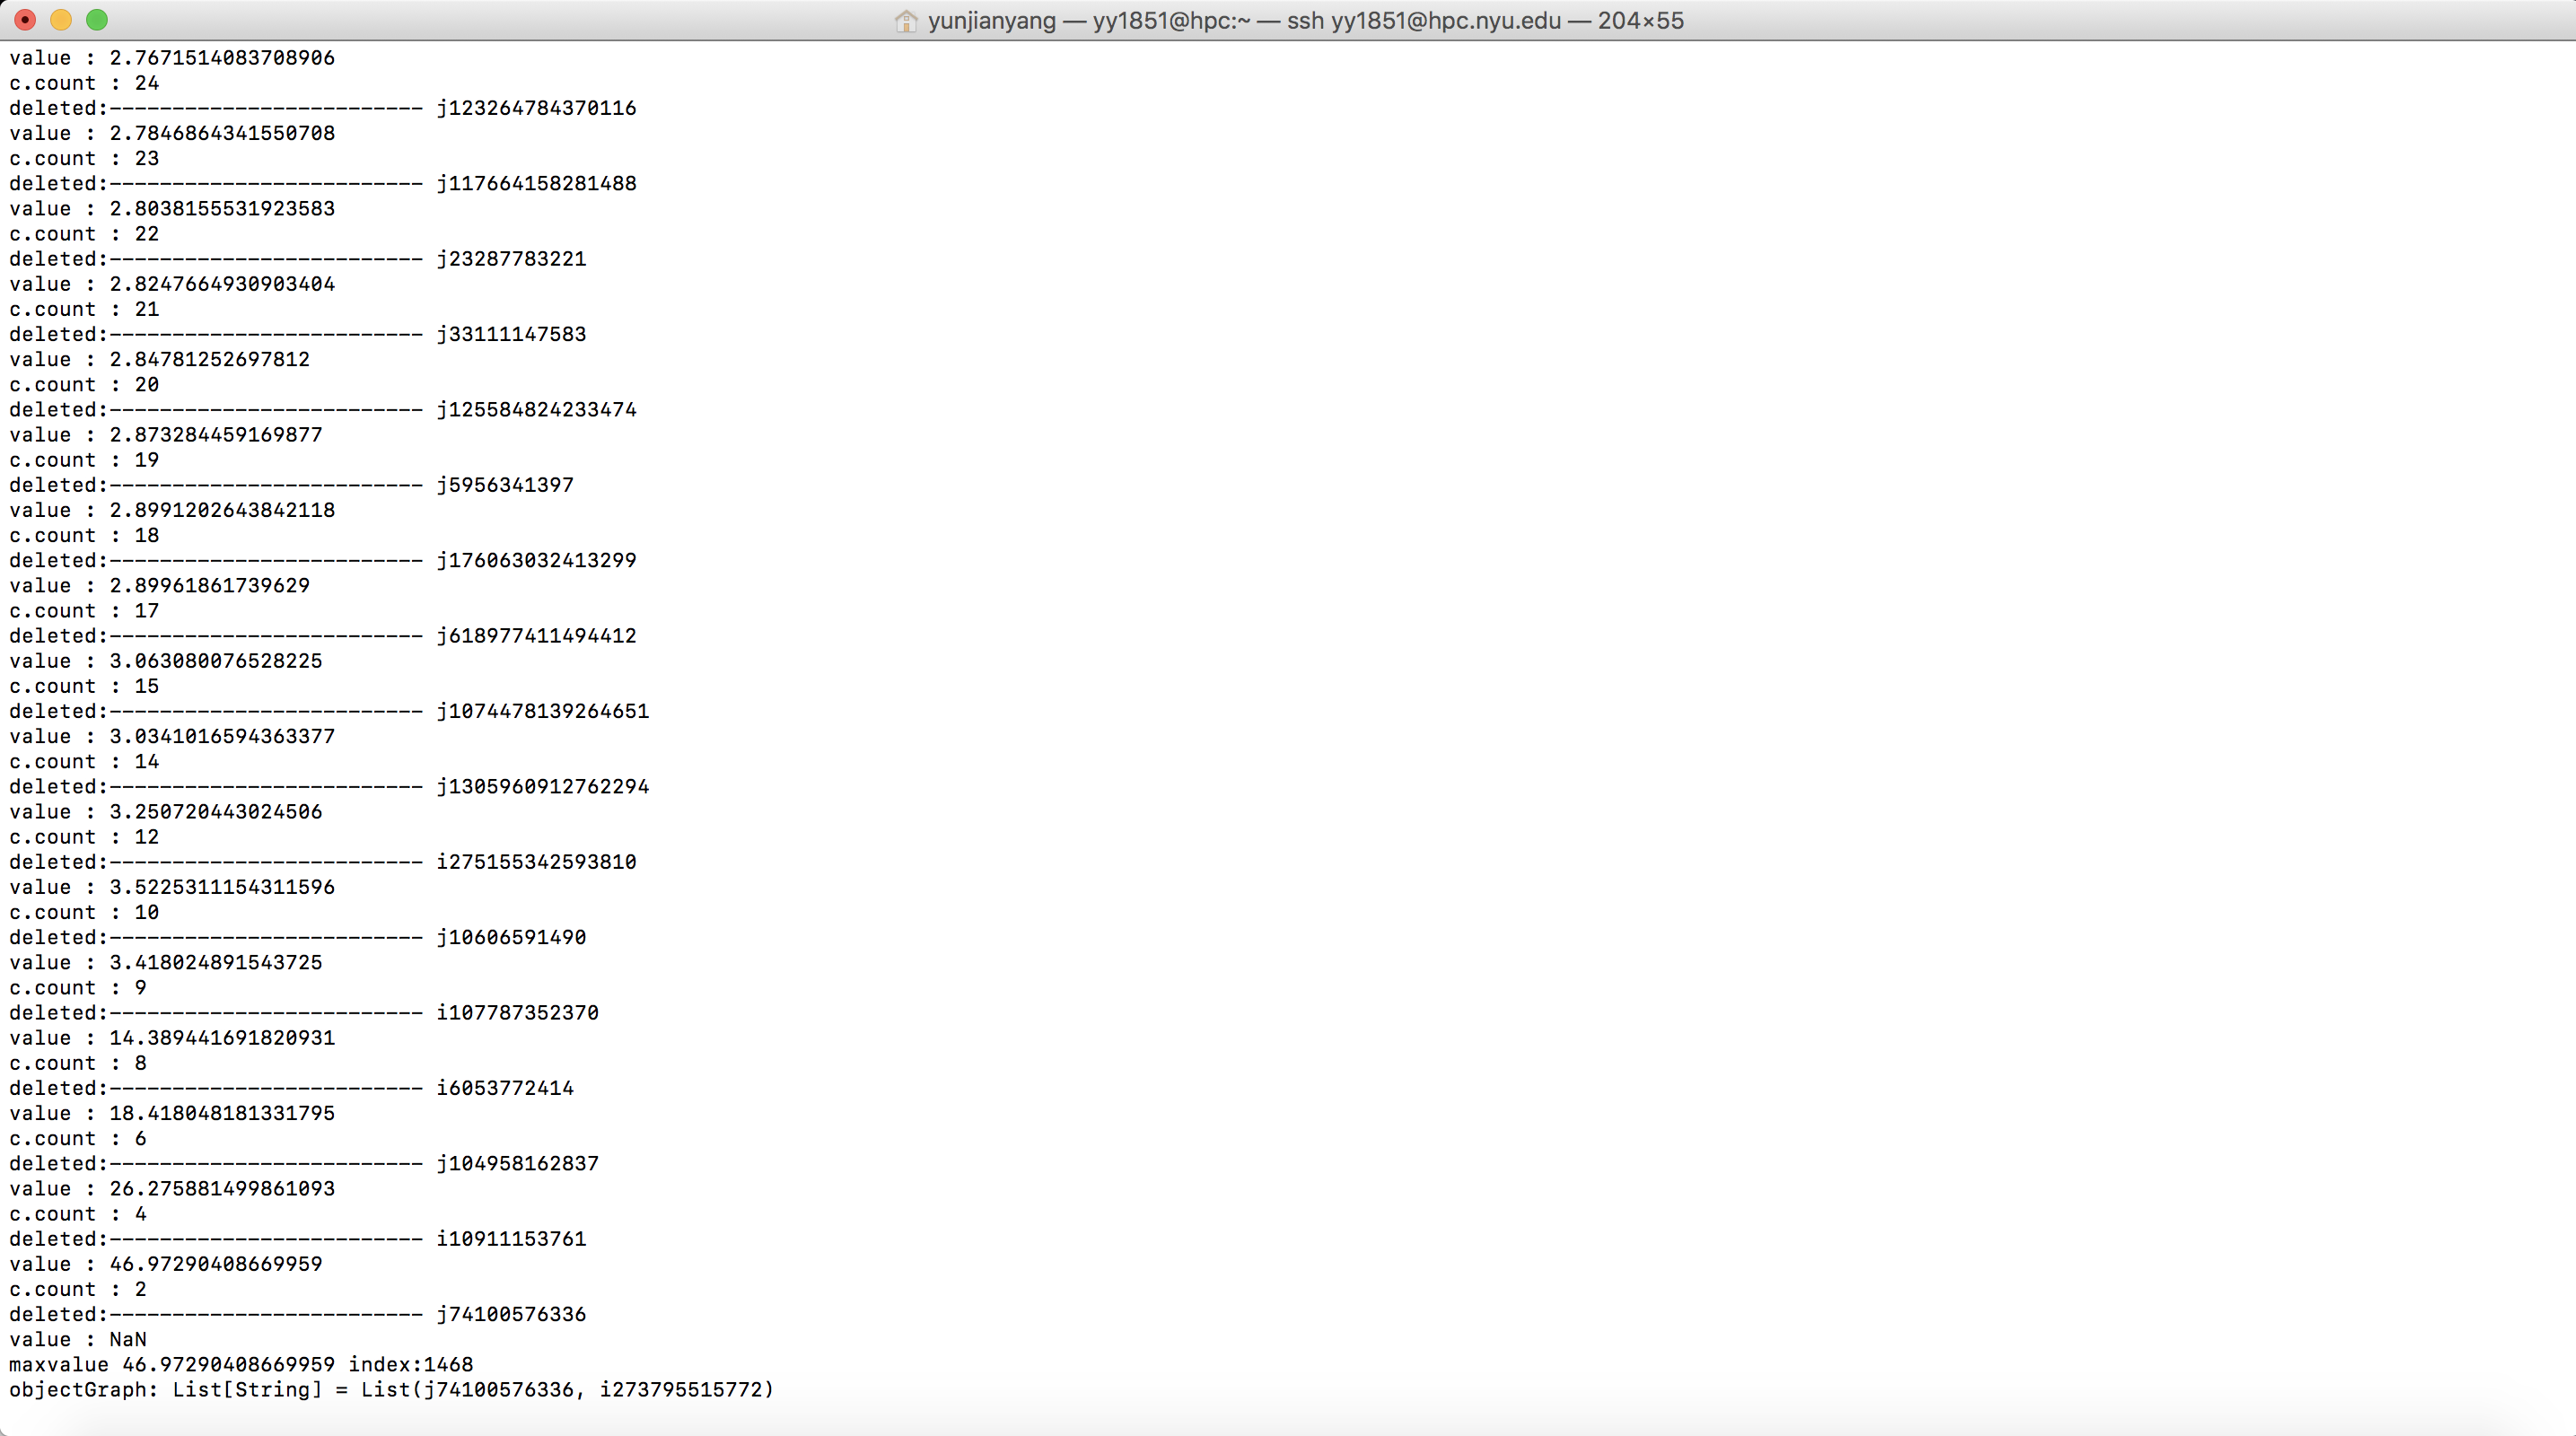 yunjianyang — yy1851@hpc:~ — ssh yy1851@hpc.nyu.edu — 204×55
value : 2.7671514083708906
c.count : 24
deleted:------------------------- j123264784370116
value : 2.7846864341550708
c.count : 23
deleted:------------------------- j117664158281488
value : 2.8038155531923583
c.count : 22
deleted:------------------------- j23287783221
value : 2.8247664930903404
c.count : 21
deleted:------------------------- j33111147583
value : 2.84781252697812
c.count : 20
deleted:------------------------- j125584824233474
value : 2.873284459169877
c.count : 19
deleted:------------------------- j5956341397
value : 2.8991202643842118
c.count : 18
deleted:------------------------- j176063032413299
value : 2.89961861739629
c.count : 17
deleted:------------------------- j618977411494412
value : 3.063080076528225
c.count : 15
deleted:------------------------- j1074478139264651
value : 3.0341016594363377
c.count : 14
deleted:------------------------- j1305960912762294
value : 3.250720443024506
c.count : 12
deleted:------------------------- i275155342593810
value : 3.5225311154311596
c.count : 10
deleted:------------------------- j10606591490
value : 3.418024891543725
c.count : 9
deleted:------------------------- i107787352370
value : 14.389441691820931
c.count : 8
deleted:------------------------- i6053772414
value : 18.418048181331795
c.count : 6
deleted:------------------------- j104958162837
value : 26.275881499861093
c.count : 4
deleted:------------------------- i10911153761
value : 46.97290408669959
c.count : 2
deleted:------------------------- j74100576336
value : NaN
maxvalue 46.97290408669959 index:1468
objectGraph: List[String] = List(j74100576336, i273795515772)